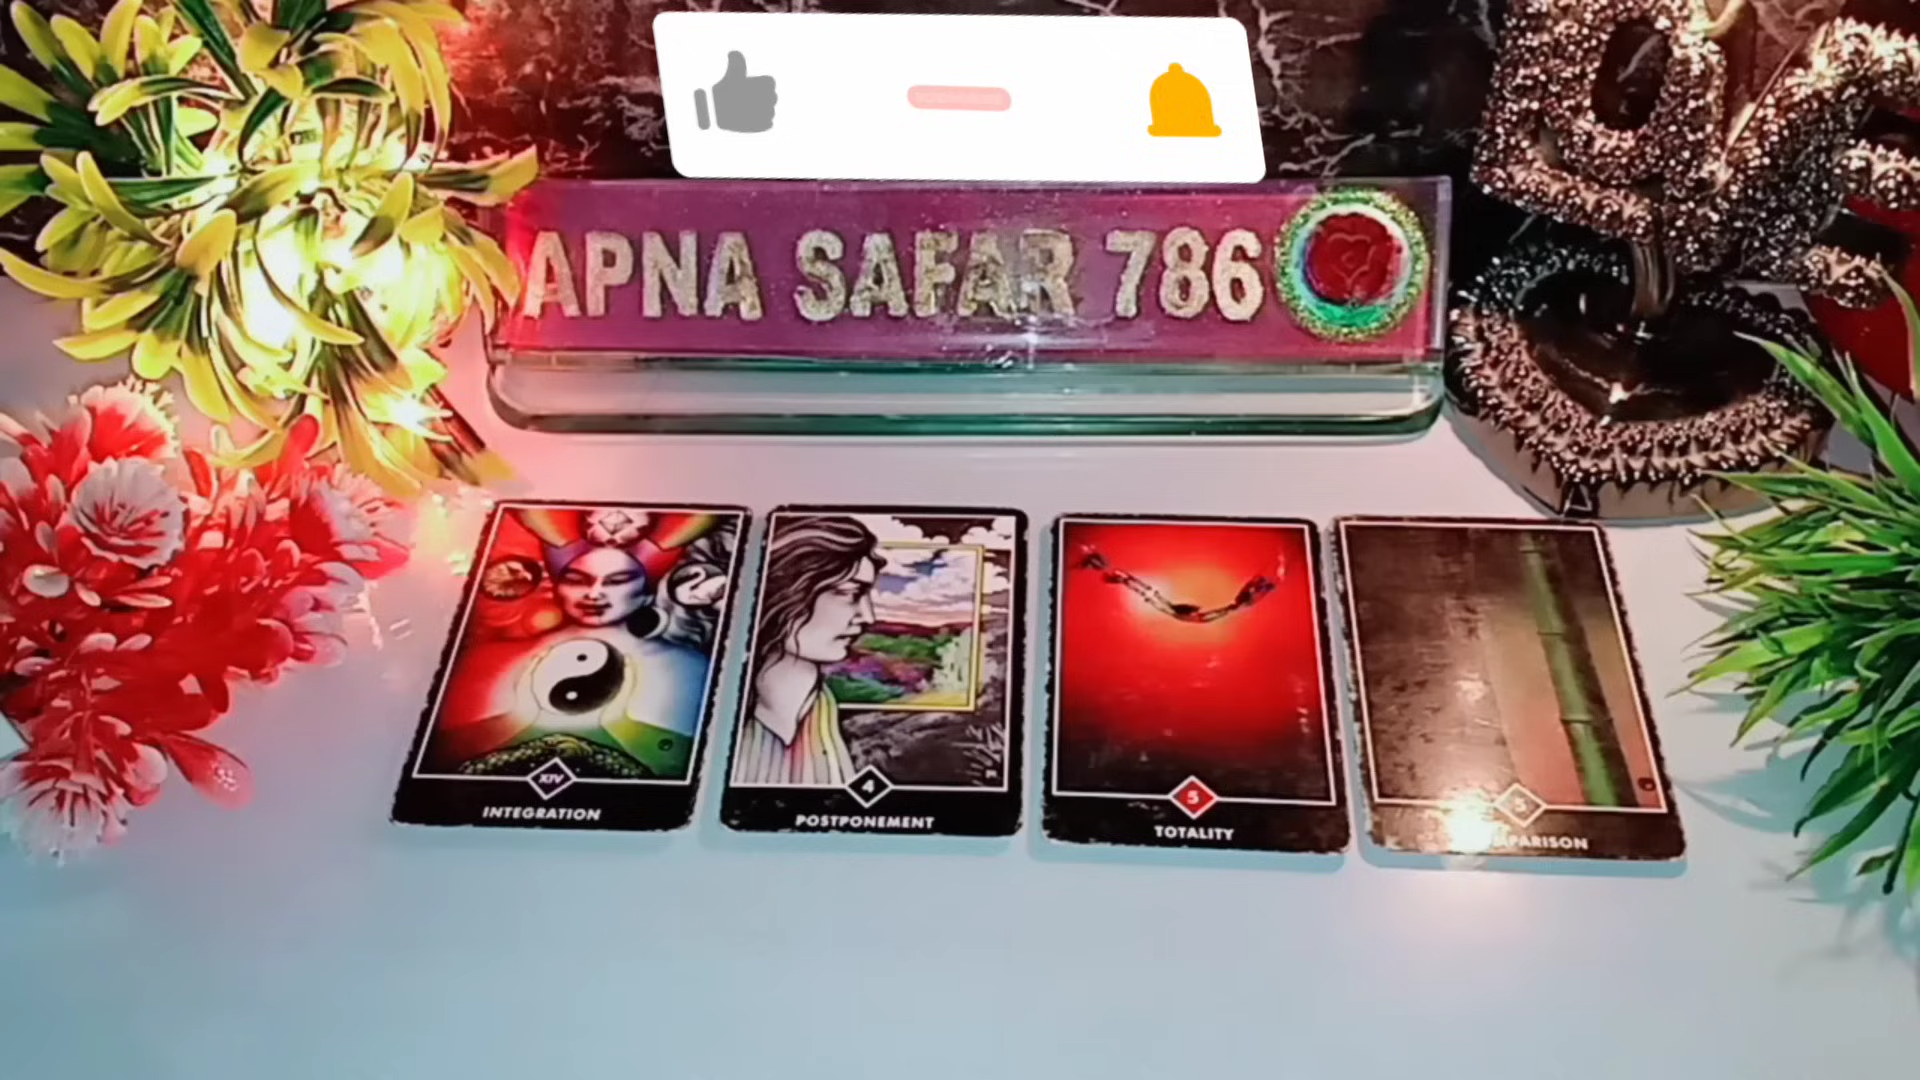 APNA SAFAR 786
XIV
INTEGRATION
4
POSTPONEMENT
5
TOTALITY
5